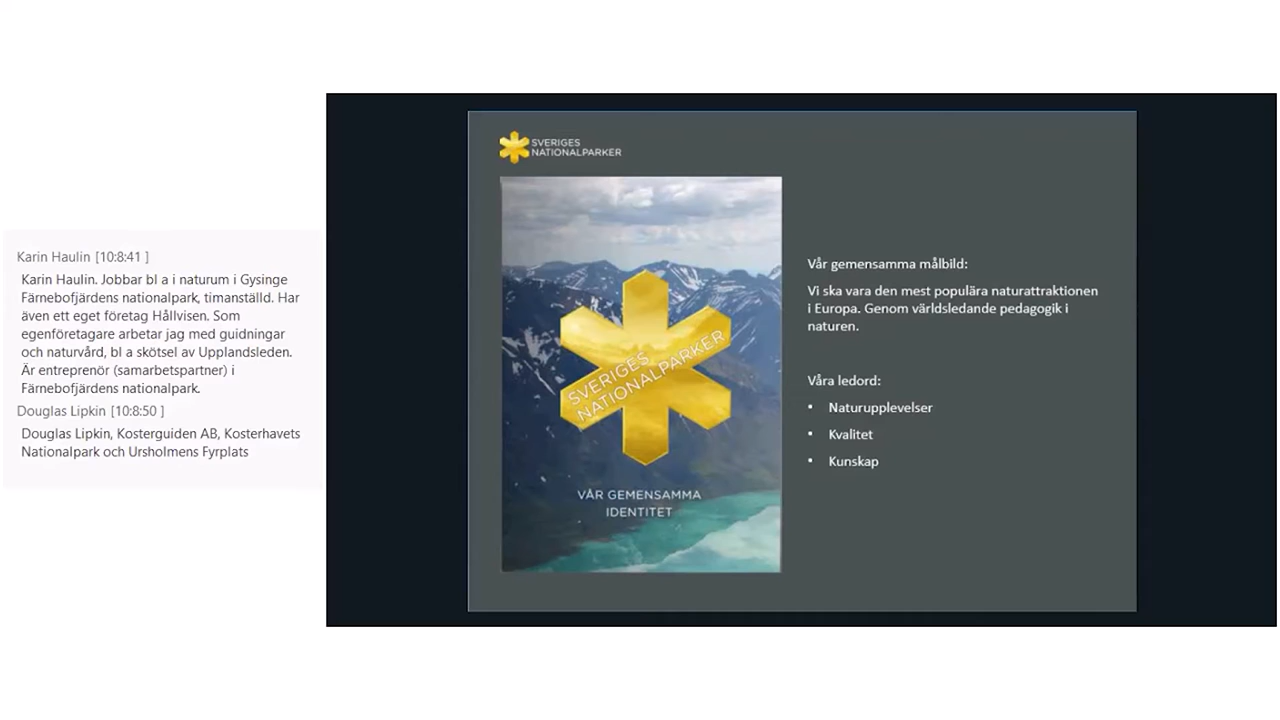 Karin Haulin [10:8:41 ]
Karin Haulin. Jobbar bl a i naturum i Gysinge
Färnebofjärdens nationalpark, timanställd. Har
även ett eget företag Hållvisen. Som
egenföretagare arbetar jag med guidningar
och naturvård, bl a skötsel av Upplandsleden.
Är entreprenör (samarbetspartner) i
Färnebofjärdens nationalpark.
Douglas Lipkin [10:8:50 ]
Douglas Lipkin, Kosterguiden AB, Kosterhavets
Nationalpark och Ursholmens Fyrplats
SVERIGES
NATIONALPARKER
SVERIGES
NATIONALPARKER
VÅR GEMENSAMMA
IDENTITET
Vår gemensamma målbild:
Vi ska vara den mest populära naturattraktionen
i Europa. Genom världsledande pedagogik i
naturen.
Våra ledord:
• Naturupplevelser
• Kvalitet
• Kunskap